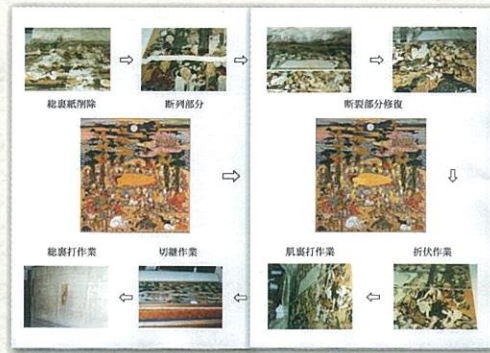 総裏紙削除
断列部分
断裂部分修復
総裏打作業
切継作業
肌裏打作業
折伏作業